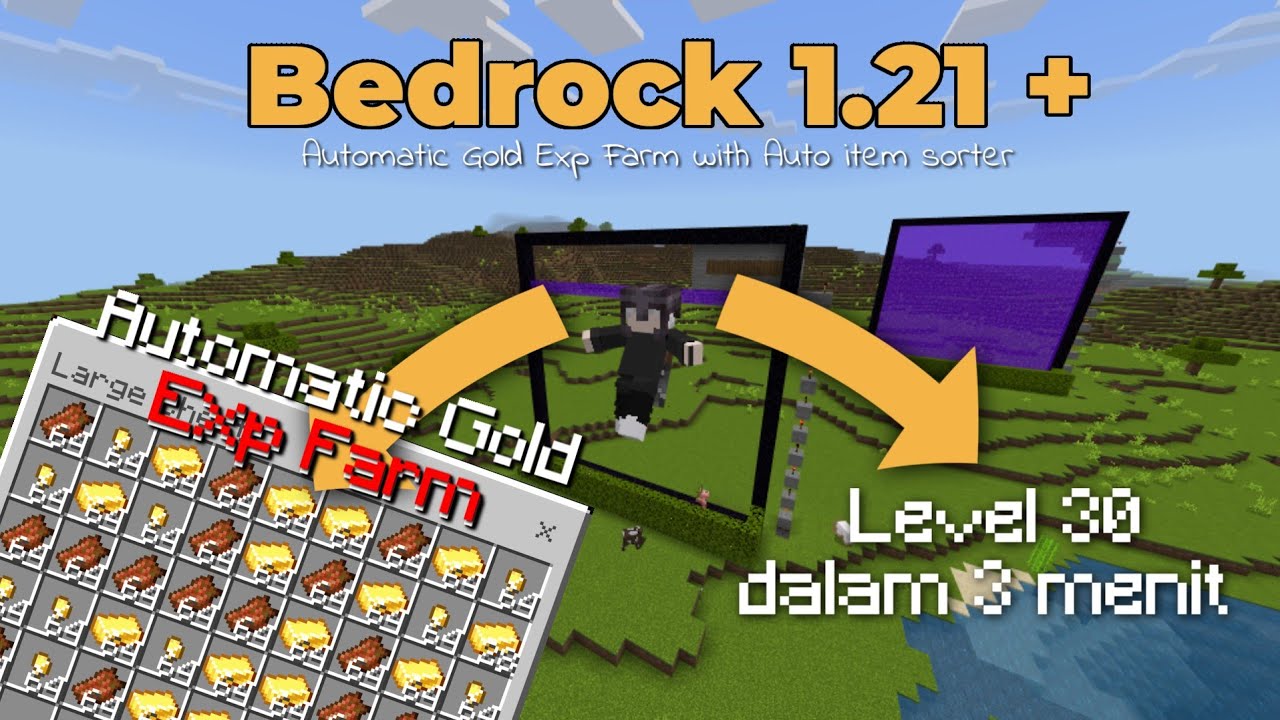 Bedrock 1.21 +
Automatic Gold Exp Farm with Auto item sorter
Automatic Gold
Exp Farm
Large
Level 30
dalam 3 menit